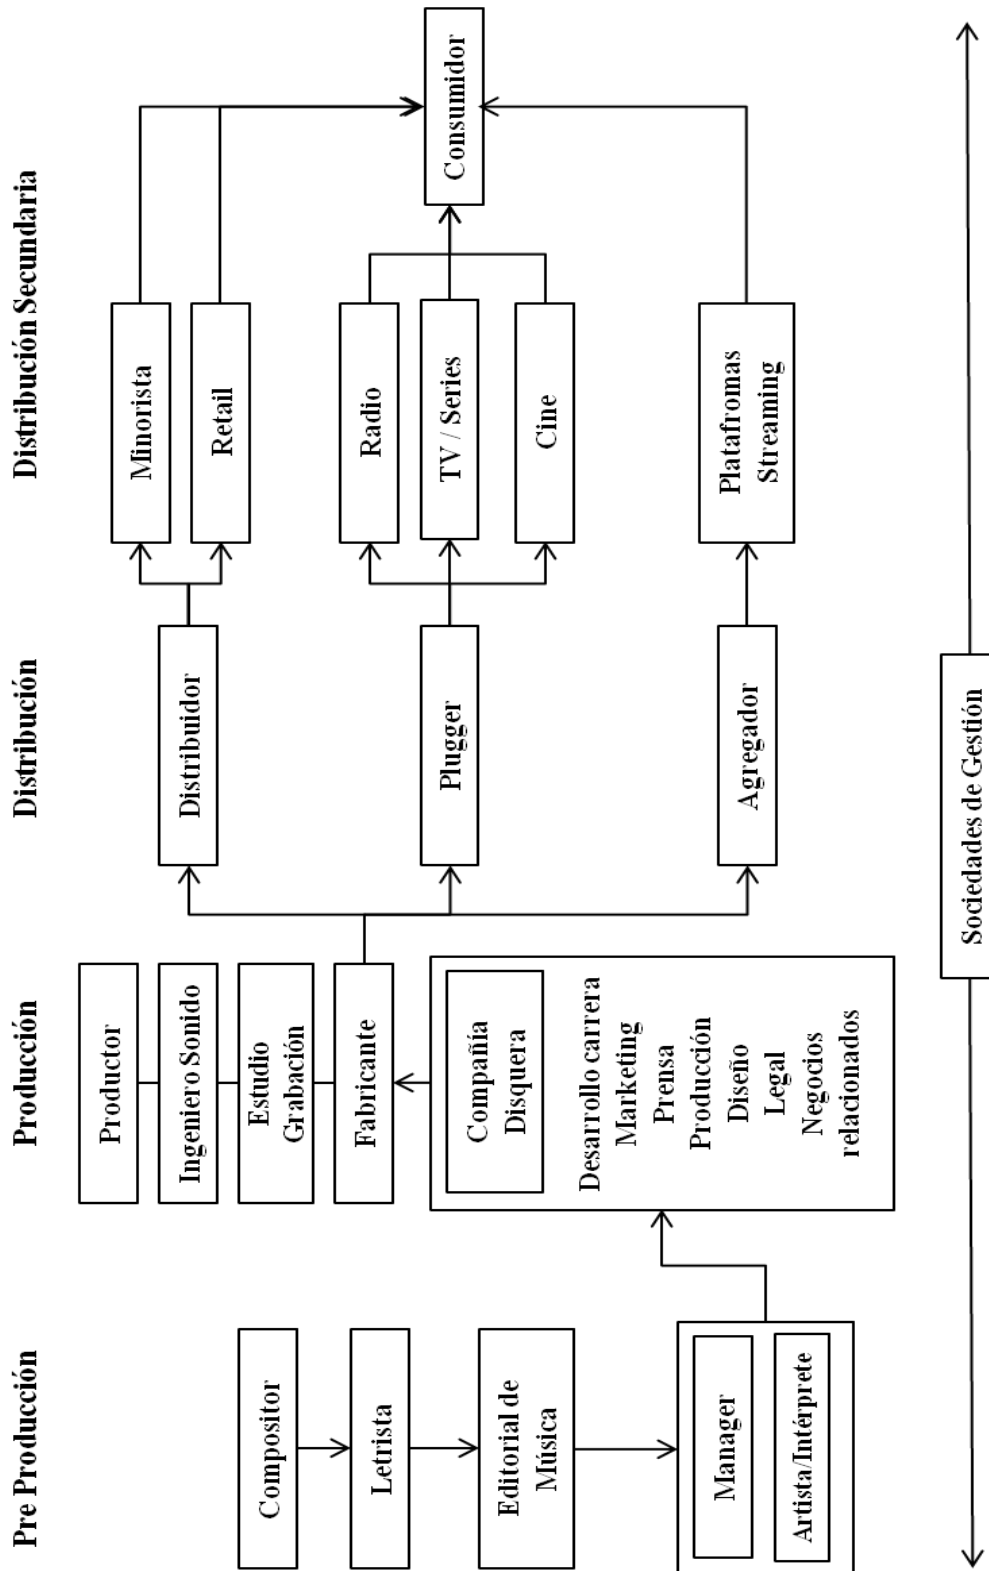 Pre Producción
Producción
Distribución
Distribución Secundaria
Compositor
Letrista
Editorial de
Música
Manager
Artista/Intérprete
Productor
Ingeniero Sonido
Estudio
Grabación
Fabricante
Compañía
Disquera
Desarrollo carrera
Marketing
Prensa
Producción
Diseño
Legal
Negocios
relacionados
Distribuidor
Plugger
Agregador
Minorista
Retail
Radio
TV / Series
Cine
Platafromas
Streaming
Consumidor
Sociedades de Gestión